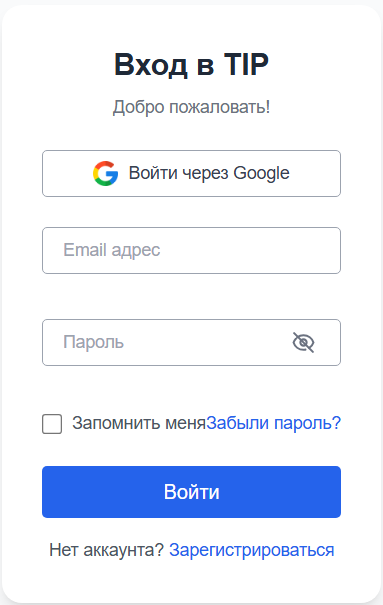 Вход в TIP
Добро пожаловать!
Войти через Google
Email адрес
Пароль
Запомнить меняЗабыли пароль?
Войти
Нет аккаунта? Зарегистрироваться